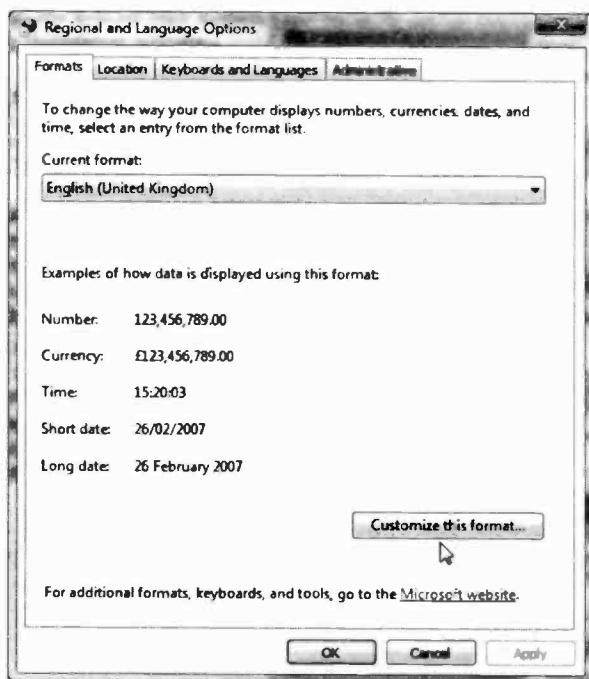 Regional and Language Options
Formats Location Keyboards and Languages Administrative
To change the way your computer displays numbers, currencies, dates, and
time, select an entry from the format list.
Current format:
English (United Kingdom)
Examples of how data is displayed using this format:
Number: 123,456,789.00
Currency: £123,456,789.00
Time: 15:20:03
Short date: 26/02/2007
Long date: 26 February 2007
Customize this format...
For additional formats, keyboards, and tools, go to the Microsoft website.
OK Cancel Apply